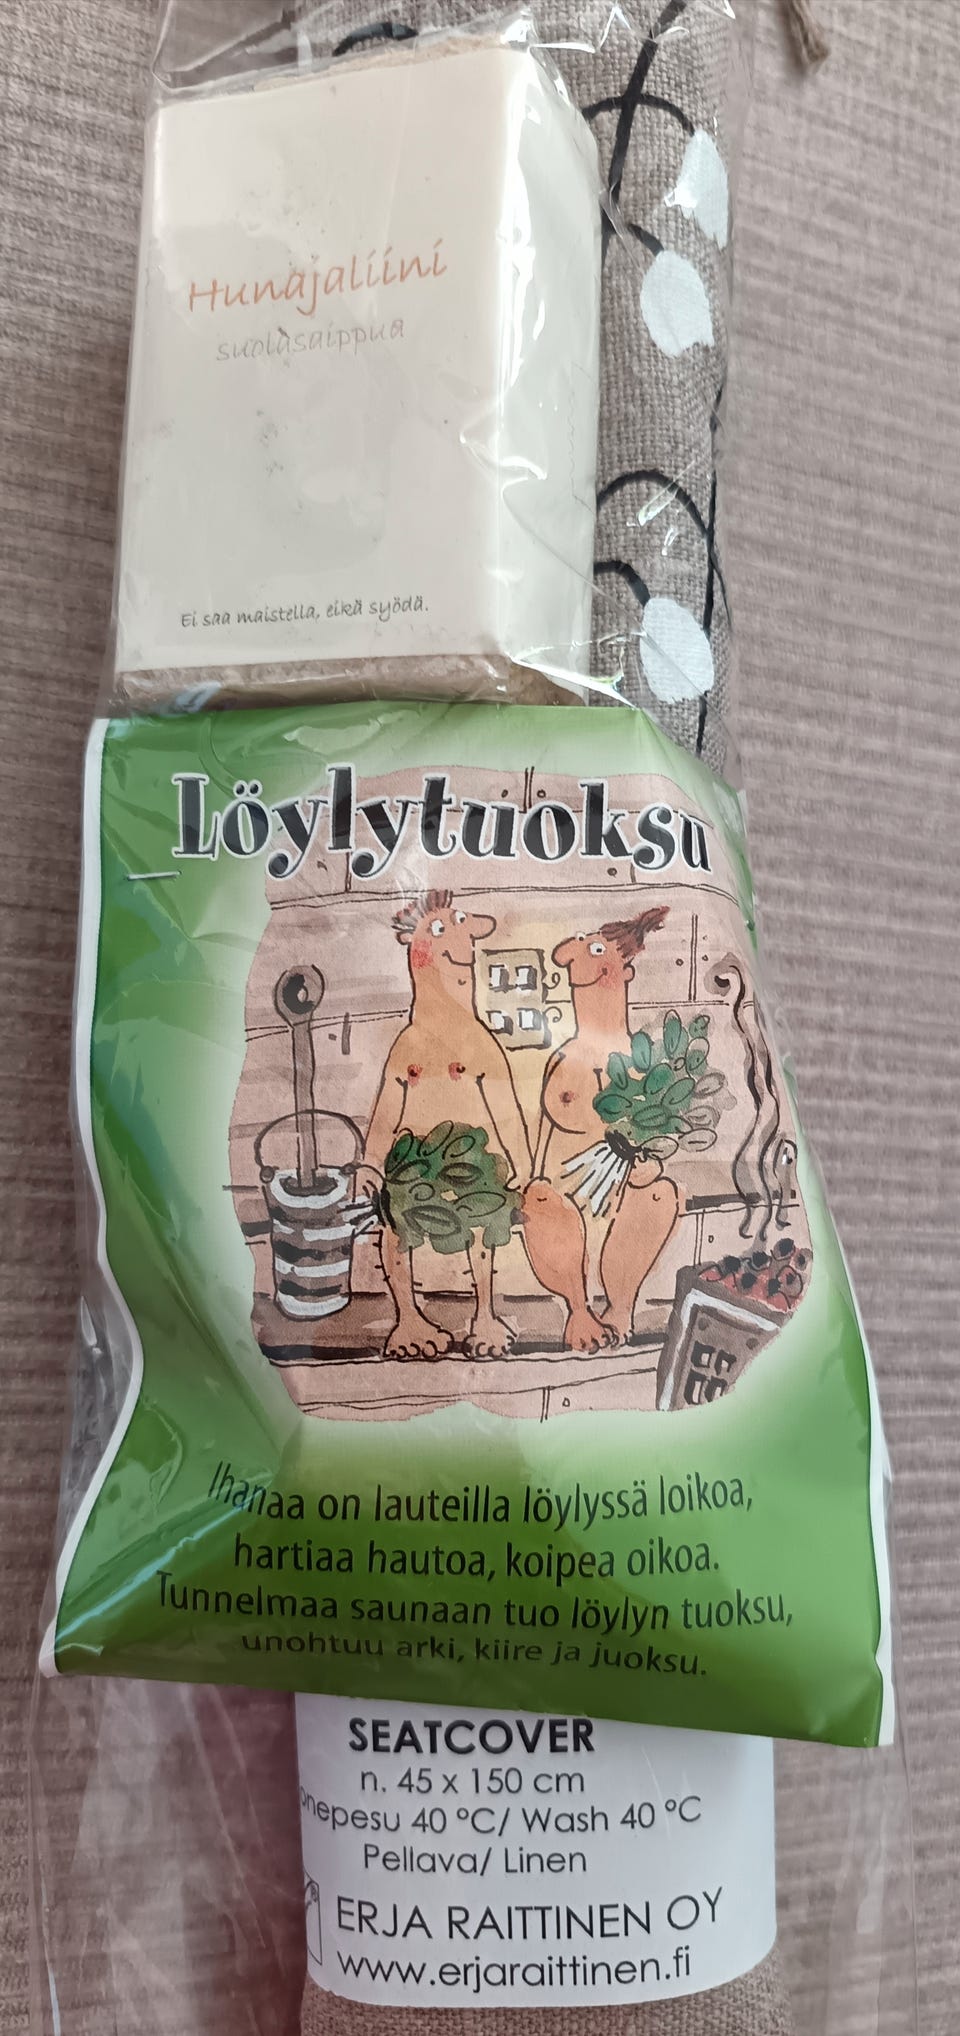 Hunajaliini
suolasaippua
Ei saa maistella, eikä syödä.
Löylytuoksu
Ihanaa on lauteilla löylyssä loikoa,
hartiaa hautoa, koipea oikoa.
Tunnelmaa saunaan tuo löylyn tuoksu,
unohtuu arki, kiire ja juoksu.
SEATCOVER
n. 45 x 150 cm
onepesu 40 °C/ Wash 40 °C
Pellava/ Linen
ERJA RAITTINEN OY
www.erjaraittinen.fi